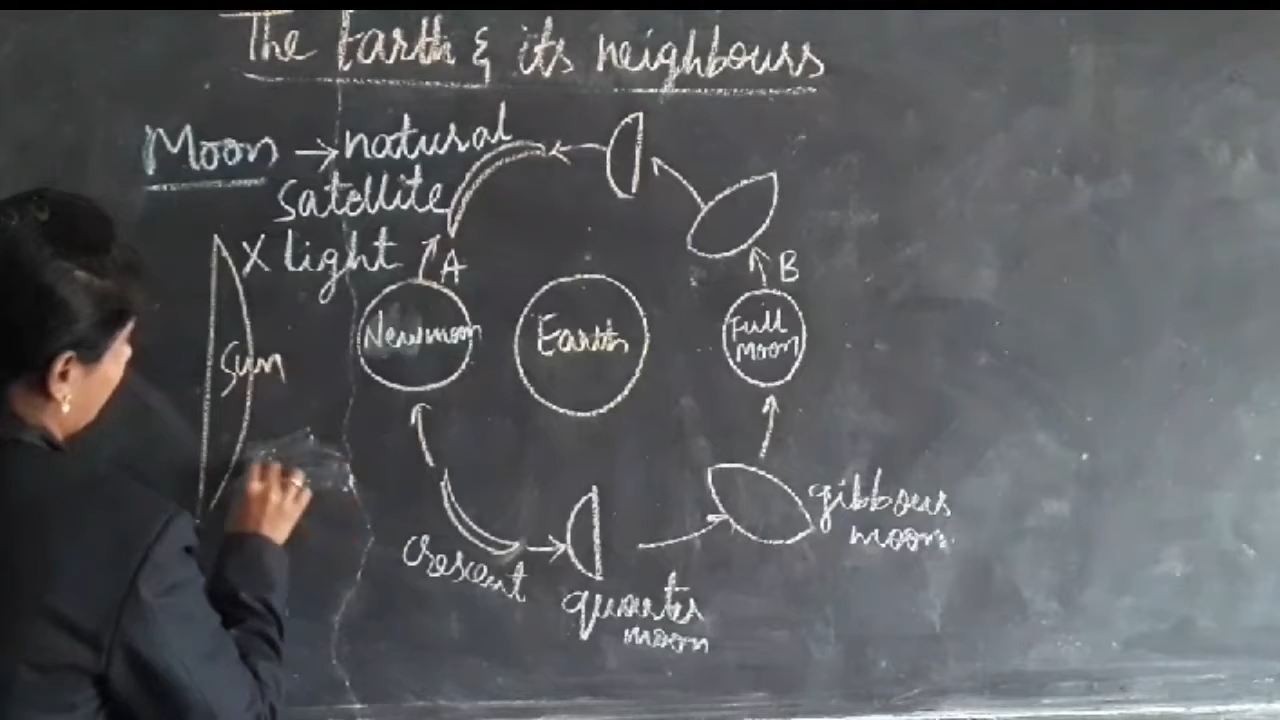 The Earth & its neighbours
Moon → natural
satellite
X light
A
B
Sun
New moon
Earth
Full
Moon
gibbous
moon
crescent
quarter
moon